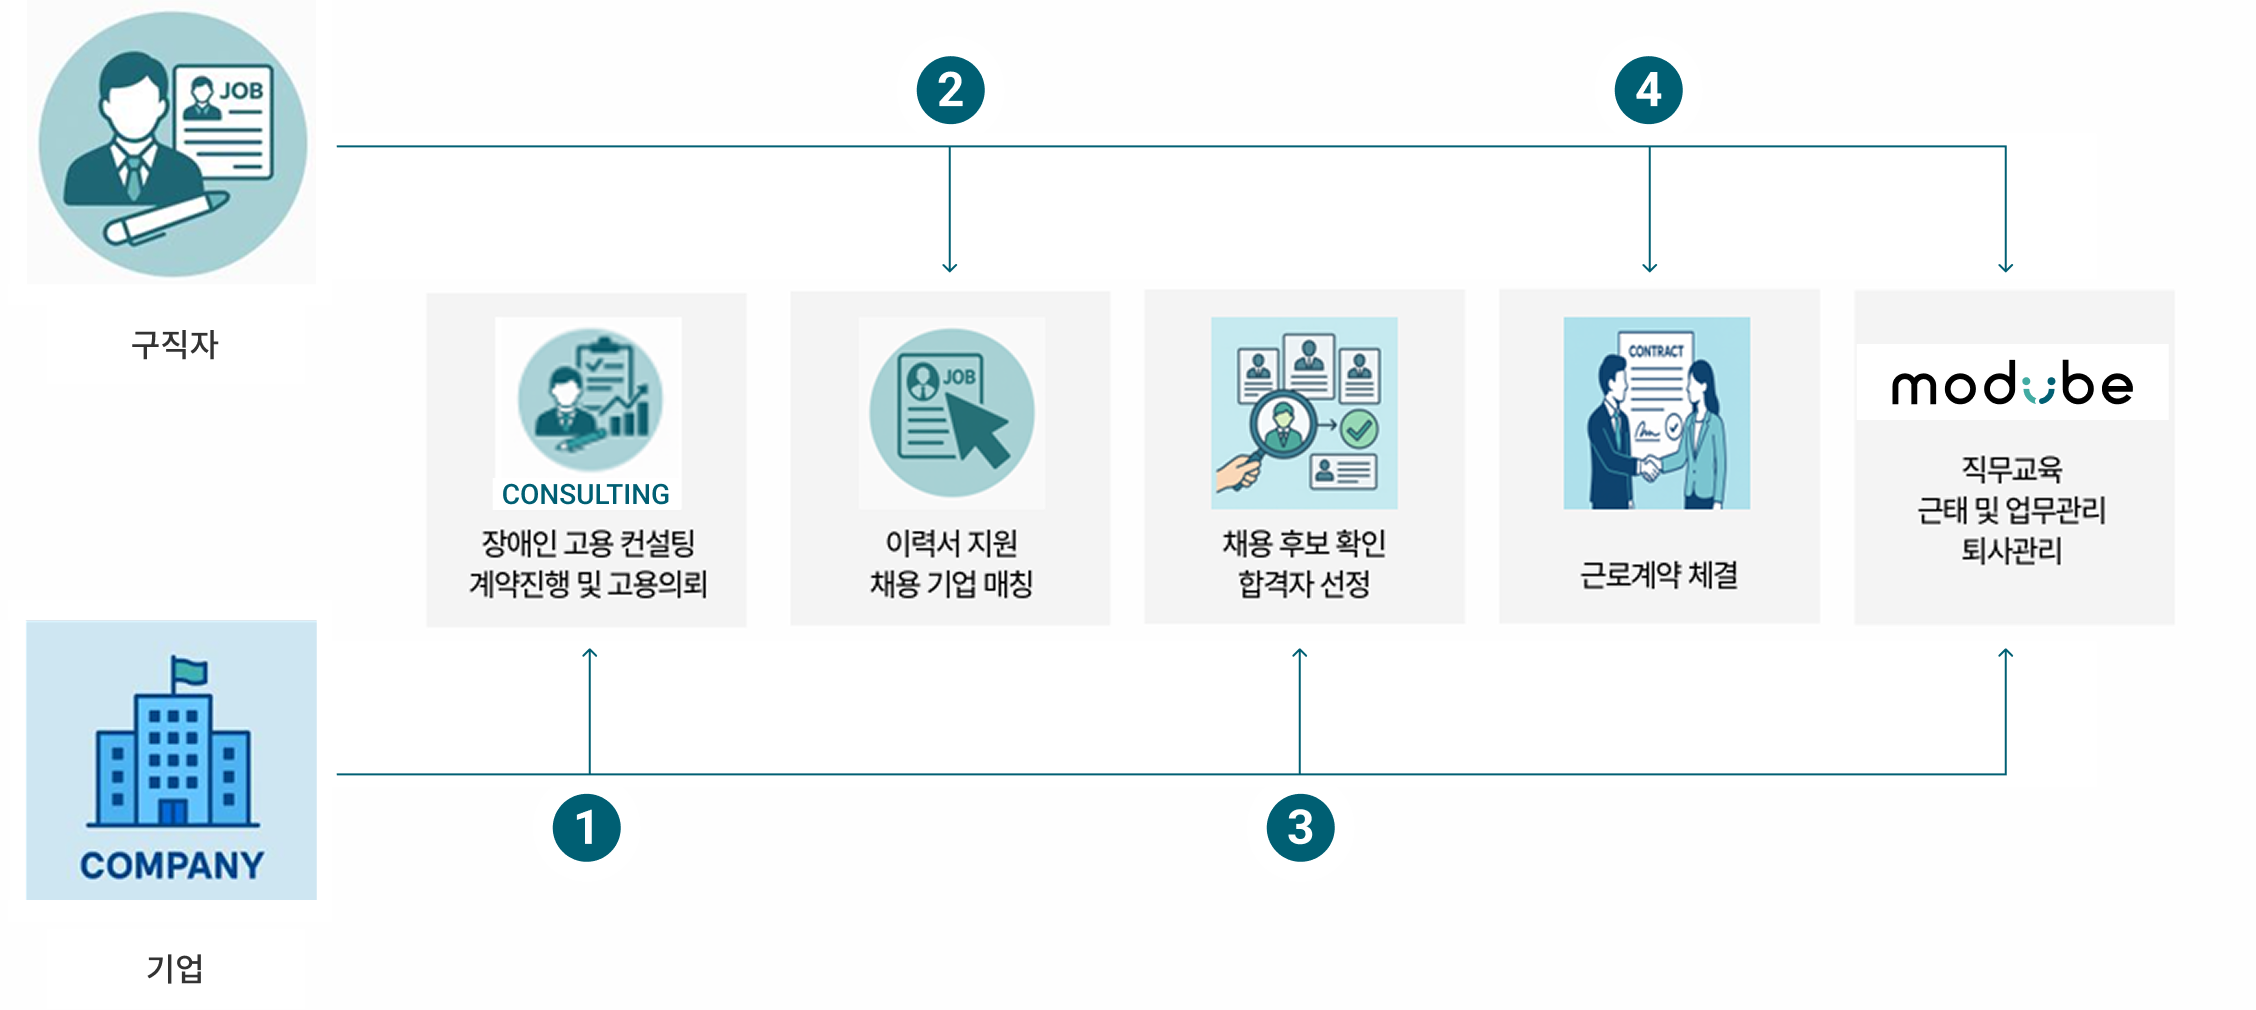 JOB
구직자
2
4
CONSULTING
장애인 고용 컨설팅
계약진행 및 고용의뢰
JOB
이력서 지원
채용 기업 매칭
채용 후보 확인
합격자 선정
CONTRACT
근로계약 체결
modube
직무교육
근태 및 업무관리
퇴사관리
COMPANY
기업
1
3